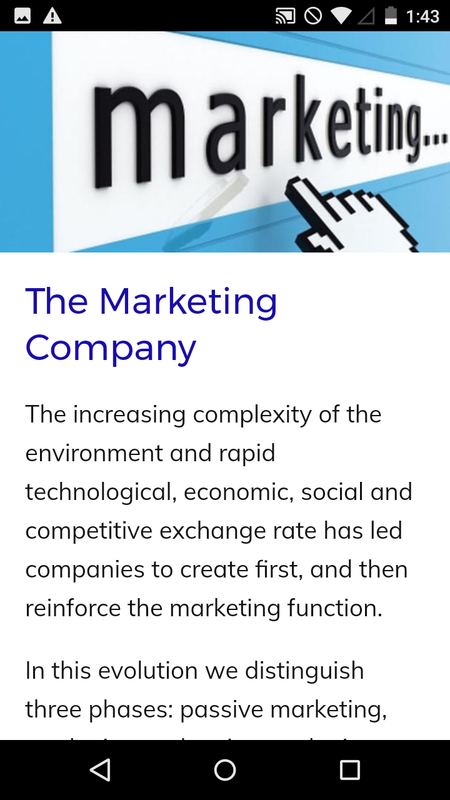 1:43
marketing...
The Marketing
Company
The increasing complexity of the
environment and rapid
technological, economic, social and
competitive exchange rate has led
companies to create first, and then
reinforce the marketing function.
In this evolution we distinguish
three phases: passive marketing,